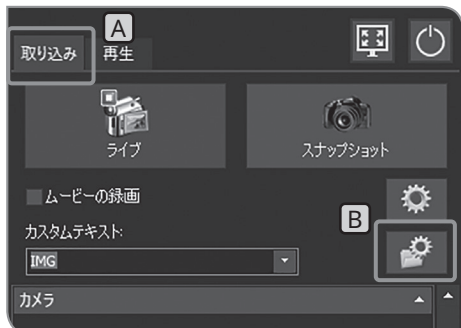 A
取り込み 再生
ライブ スナップショット
ムービーの録画
B
カスタムテキスト:
IMG
カメラ